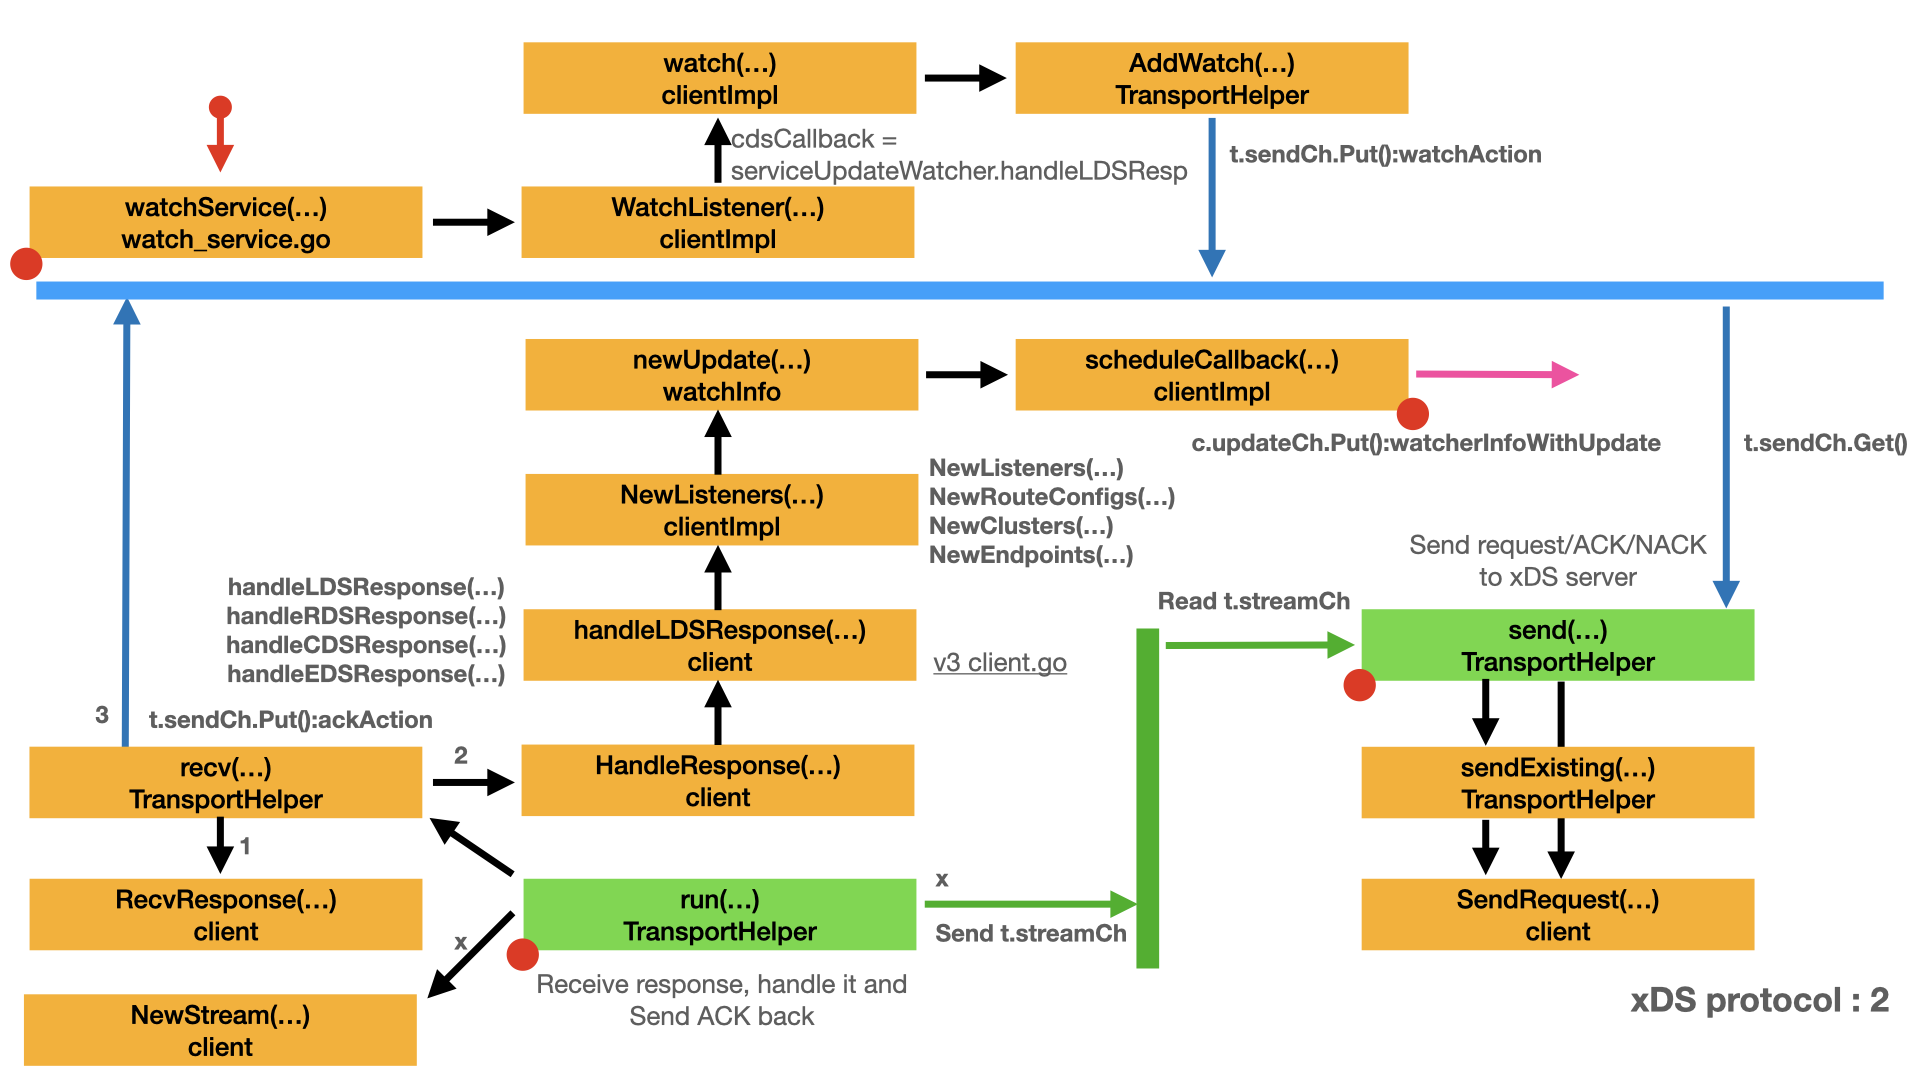 watch(...)
clientImpl
AddWatch(...)
TransportHelper
cdsCallback =
serviceUpdateWatcher.handleLDSResp
t.sendCh.Put():watchAction
watchService(...)
watch_service.go
WatchListener(...)
clientImpl
newUpdate(...)
watchInfo
scheduleCallback(...)
clientImpl
c.updateCh.Put():watcherInfoWithUpdate
t.sendCh.Get()
NewListeners(...)
clientImpl
NewListeners(...)
NewRouteConfigs(...)
NewClusters(...)
NewEndpoints(...)
Send request/ACK/NACK
to xDS server
handleLDSResponse(...)
handleRDSResponse(...)
handleCDSResponse(...)
handleEDSResponse(...)
handleLDSResponse(...)
client
v3 client.go
Read t.streamCh
send(...)
TransportHelper
3
t.sendCh.Put():ackAction
recv(...)
TransportHelper
2
HandleResponse(...)
client
sendExisting(...)
TransportHelper
1
RecvResponse(...)
client
x
run(...)
TransportHelper
x
Send t.streamCh
SendRequest(...)
client
Receive response, handle it and
Send ACK back
NewStream(...)
client
xDS protocol : 2